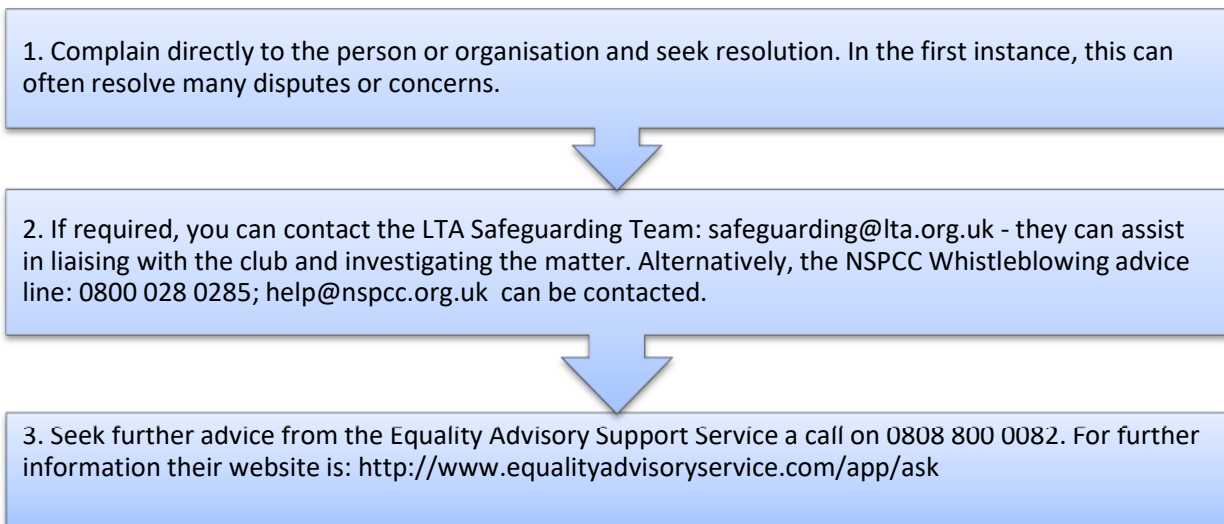 1. Complain directly to the person or organisation and seek resolution. In the first instance, this can
often resolve many disputes or concerns.
2. If required, you can contact the LTA Safeguarding Team: safeguarding@lta.org.uk - they can assist
in liaising with the club and investigating the matter. Alternatively, the NSPCC Whistleblowing advice
line: 0800 028 0285; help@nspcc.org.uk can be contacted.
3. Seek further advice from the Equality Advisory Support Service a call on 0808 800 0082. For further
information their website is: http://www.equalityadvisoryservice.com/app/ask